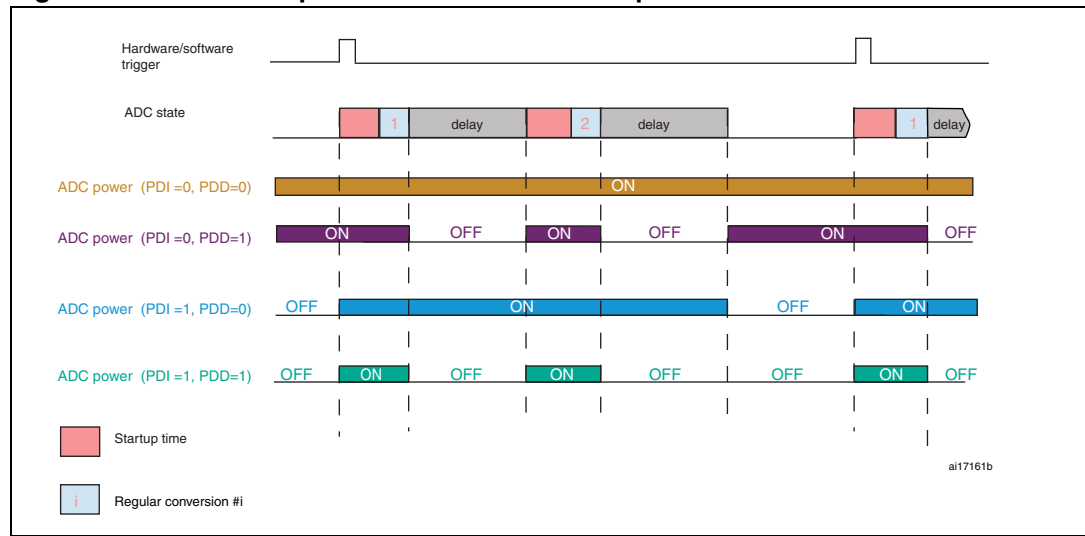 Hardware/software
trigger
ADC state
1 delay 2 delay 1 delay
ADC power (PDI =0, PDD=0) ON
ADC power (PDI =0, PDD=1) ON OFF ON OFF ON OFF
ADC power (PDI =1, PDD=0) OFF ON OFF ON
ADC power (PDI =1, PDD=1) OFF ON OFF ON OFF OFF ON OFF
Startup time
ai17161b
i Regular conversion #i